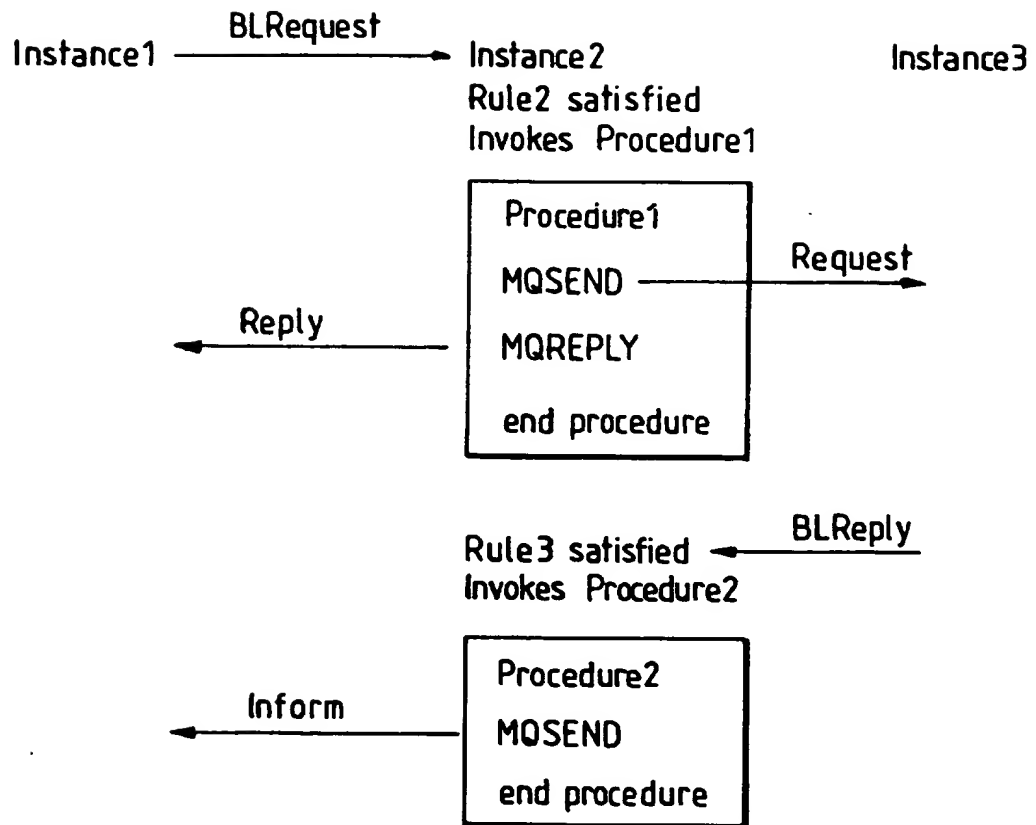 BLRequest
Instance1
Instance2
Instance3
Rule2 satisfied
Invokes Procedure1
Procedure1
Request
MQSEND
Reply
MQREPLY
end procedure
BLReply
Rule3 satisfied
Invokes Procedure2
Procedure2
Inform
MQSEND
end procedure